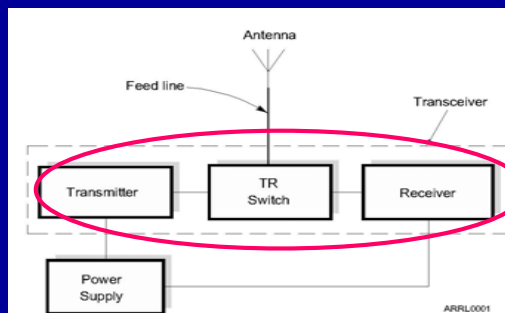 Antenna
Feed line
Transceiver
Transmitter
TR
Switch
Receiver
Power
Supply
ARRL0001